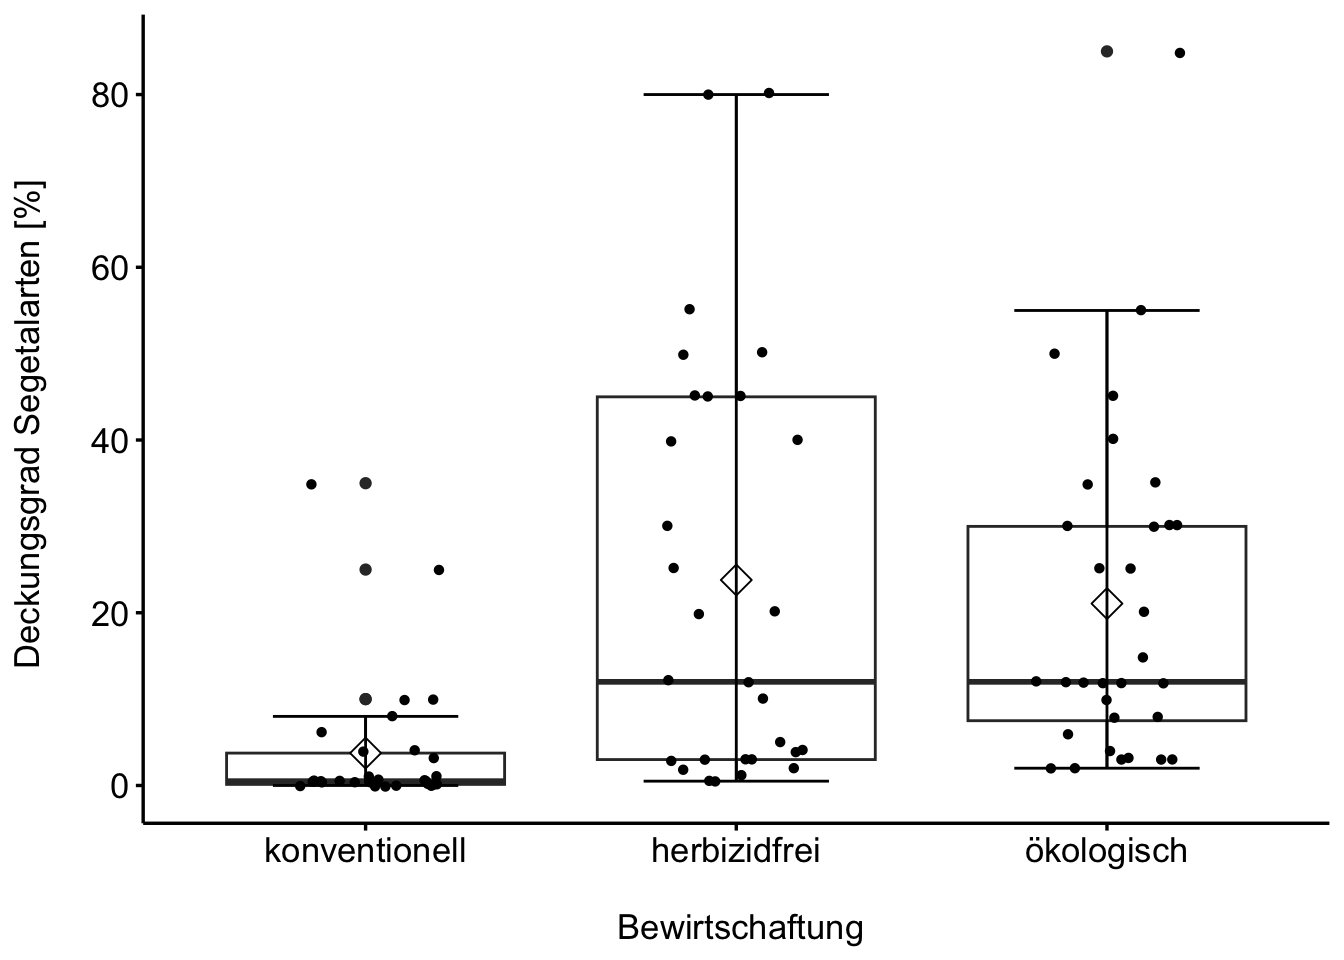 Deckungsgrad Segetalarten [%]
80
60
40
20
0
konventionell herbizidfrei ökologisch
Bewirtschaftung